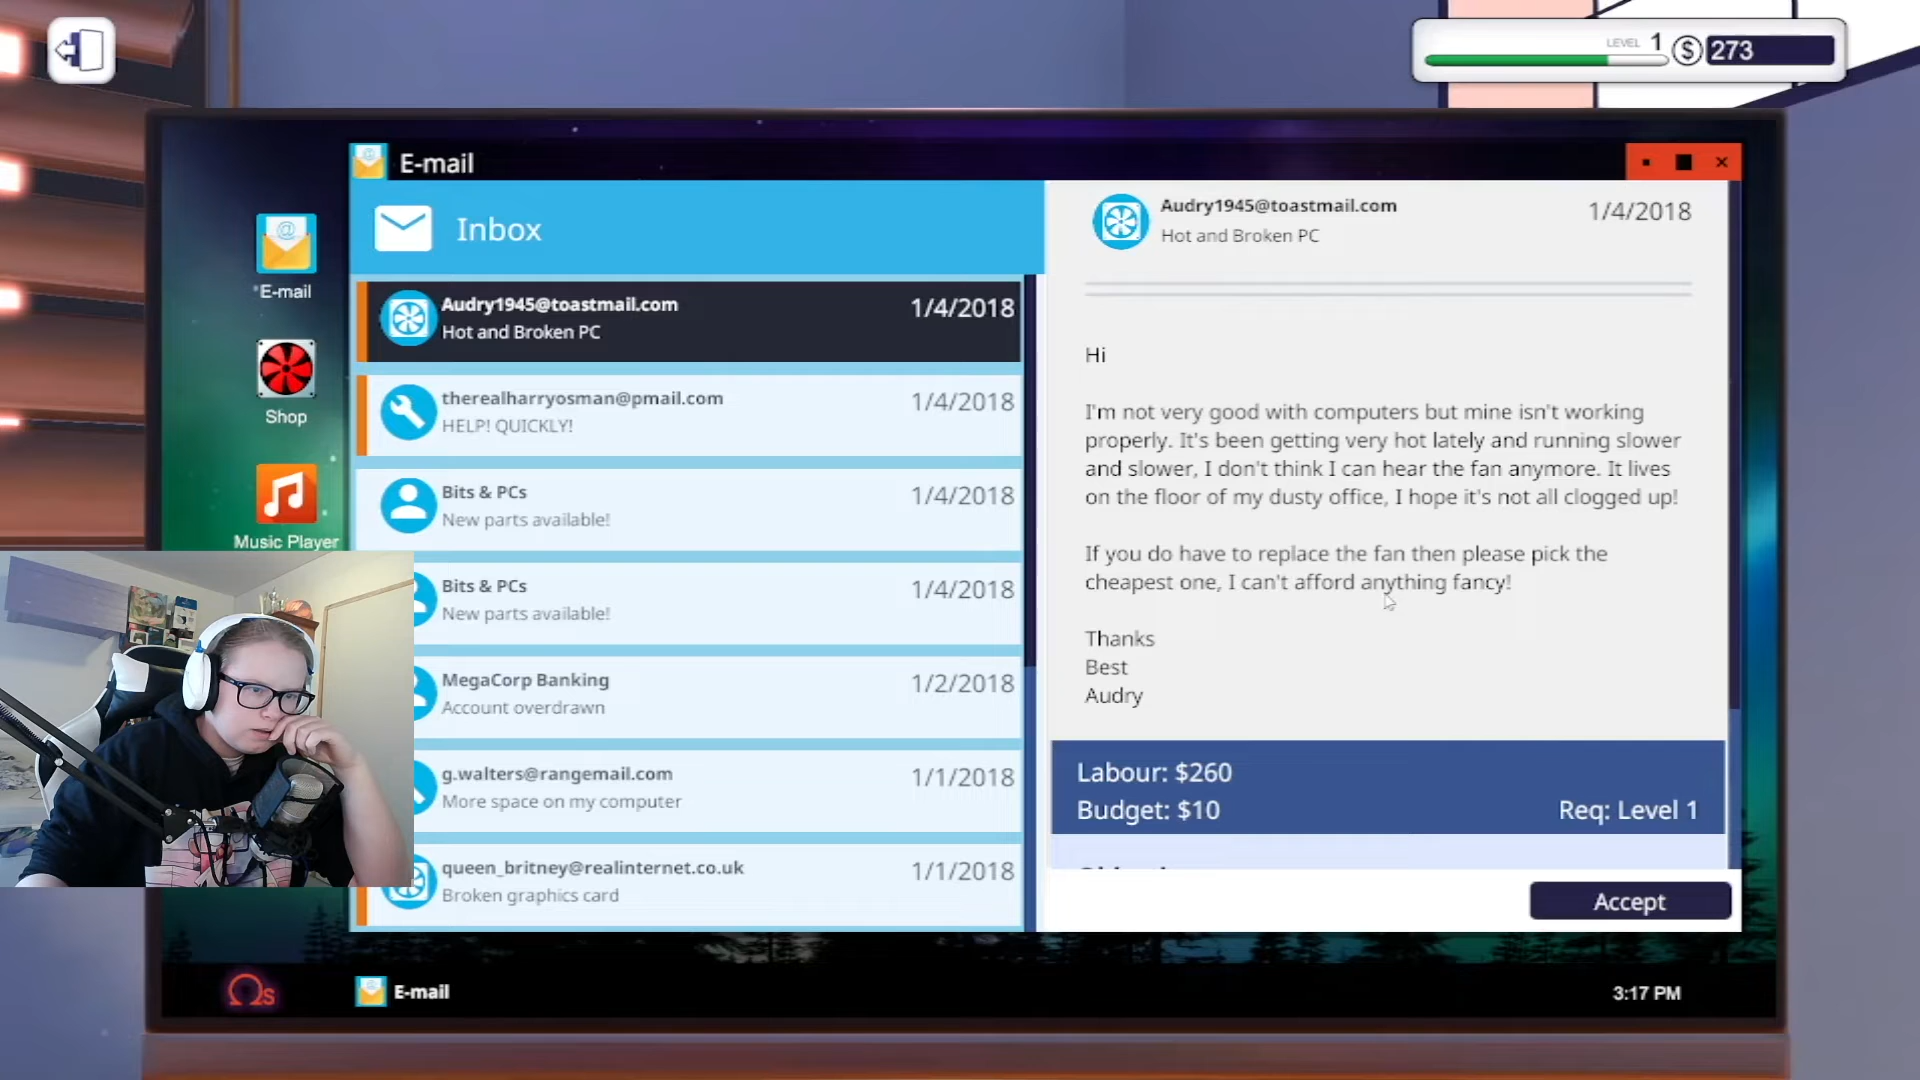 LEVEL 1 $ 273
E-mail
Inbox
Audry1945@toastmail.com 1/4/2018
Hot and Broken PC
therealharryosman@pmail.com 1/4/2018
HELP! QUICKLY!
Bits & PCs 1/4/2018
New parts available!
Bits & PCs 1/4/2018
New parts available!
MegaCorp Banking 1/2/2018
Account overdrawn
g.walters@rangemail.com 1/1/2018
More space on my computer
queen_britney@realinternet.co.uk 1/1/2018
Broken graphics card
E-mail
Shop
Music Player
Audry1945@toastmail.com 1/4/2018
Hot and Broken PC
Hi
I'm not very good with computers but mine isn't working
properly. It's been getting very hot lately and running slower
and slower, I don't think I can hear the fan anymore. It lives
on the floor of my dusty office, I hope it's not all clogged up!
If you do have to replace the fan then please pick the
cheapest one, I can't afford anything fancy!
Thanks
Best
Audry
Labour: $260
Budget: $10 Req: Level 1
Accept
Ωs E-mail 3:17 PM